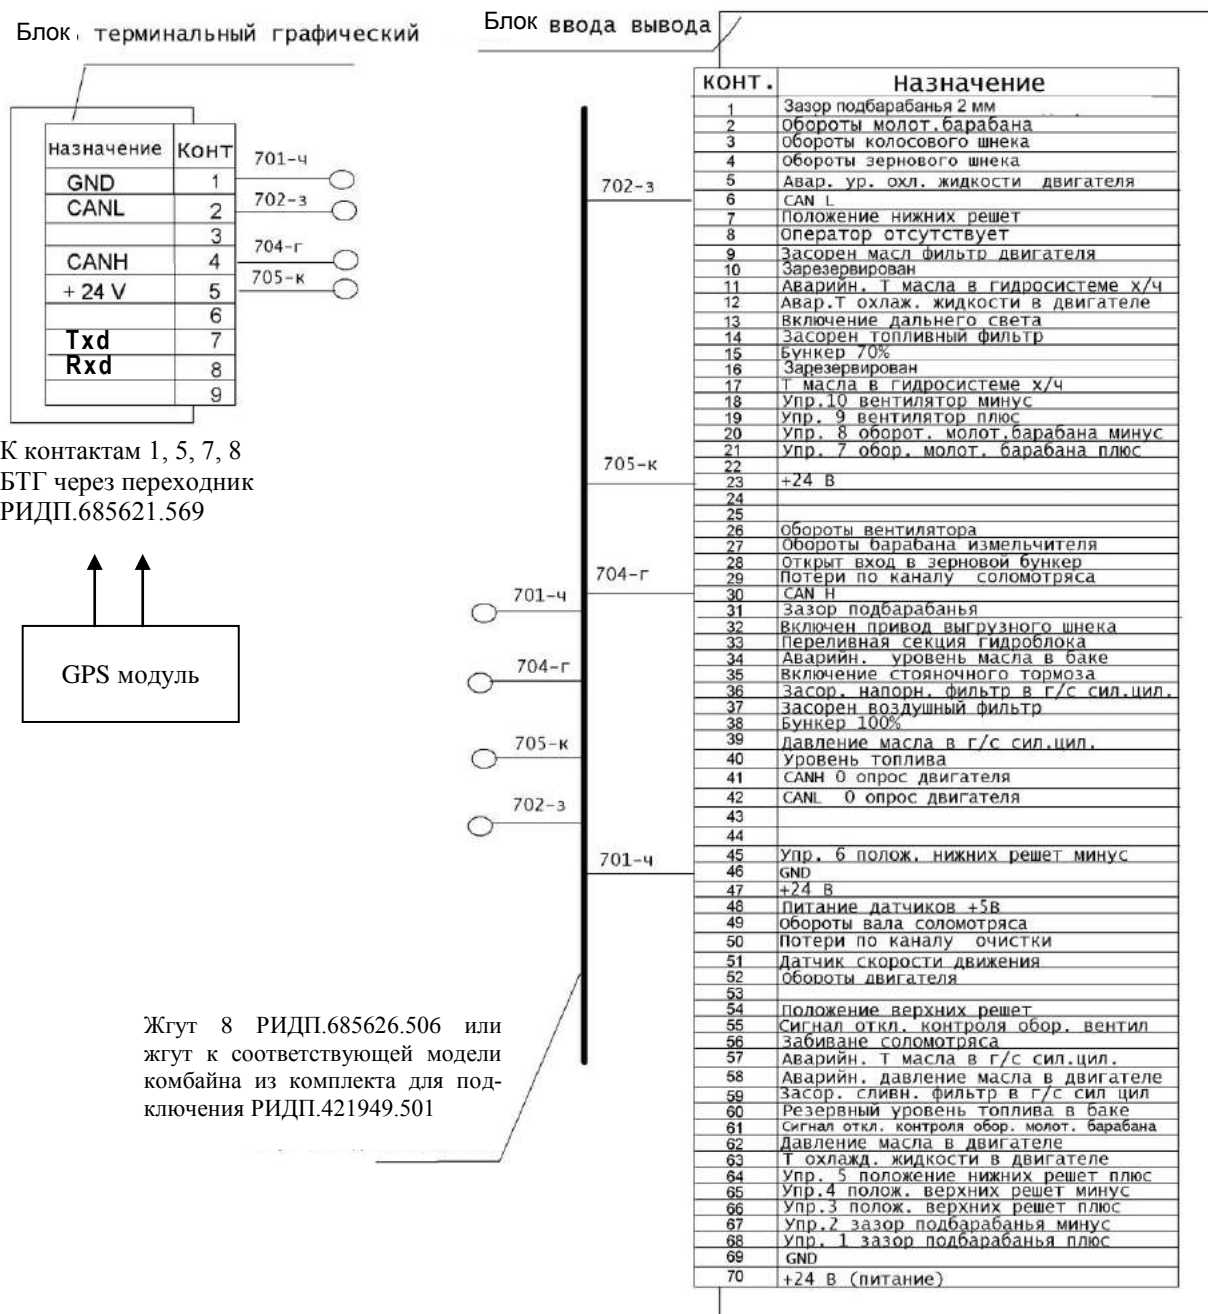 Блок терминальный графический
назначение Конт
GND 1
CANL 2
3
CANH 4
+ 24 V 5
6
Txd 7
Rxd 8
9
701-ч
702-з
704-г
705-к
К контактам 1, 5, 7, 8
БТГ через переходник
РИДП.685621.569
GPS модуль
701-ч
704-г
705-к
702-з
Жгут 8 РИДП.685626.506 или
жгут к соответствующей модели
комбайна из комплекта для под-
ключения РИДП.421949.501
702-з
705-к
704-г
701-ч
Блок ввода вывода
КОНТ. Назначение
1 Зазор подбарабанья 2 мм
2 Обороты молот.барабана
3 Обороты колосового шнека
4 Обороты зернового шнека
5 Авар. ур. охл. жидкости двигателя
6 CAN L
7 Положение нижних решет
8 Оператор отсутствует
9 Засорен масл фильтр двигателя
10 Зарезервирован
11 Аварийн. Т масла в гидросистеме х/ч
12 Авар.Т охлаж. жидкости в двигателе
13 Включение дальнего света
14 Засорен топливный фильтр
15 Бункер 70%
16 Зарезервирован
17 Т масла в гидросистеме х/ч
18 Упр.10 вентилятор минус
19 Упр. 9 вентилятор плюс
20 Упр. 8 оборот. молот.барабана минус
21 Упр. 7 обор. молот. барабана плюс
22
23 +24 В
24
25
26 Обороты вентилятора
27 Обороты барабана измельчителя
28 Открыт вход в зерновой бункер
29 Потери по каналу соломотряса
30 CAN H
31 Зазор подбарабанья
32 Включен привод выгрузного шнека
33 Переливная секция гидроблока
34 Аварийн. уровень масла в баке
35 Включение стояночного тормоза
36 Засор. напорн. фильтр в г/с сил.цил.
37 Засорен воздушный фильтр
38 Бункер 100%
39 Давление масла в г/с сил.цил.
40 Уровень топлива
41 CANH 0 опрос двигателя
42 CANL 0 опрос двигателя
43
44
45 Упр. 6 полож. нижних решет минус
46 GND
47 +24 В
48 Питание датчиков +5В
49 Обороты вала соломотряса
50 Потери по каналу очистки
51 Датчик скорости движения
52 Обороты двигателя
53
54 Положение верхних решет
55 Сигнал откл. контроля обор. вентил
56 Забиване соломотряса
57 Аварийн. Т масла в г/с сил.цил.
58 Аварийн. давление масла в двигателе
59 Засор. сливн. фильтр в г/с сил цил
60 Резервный уровень топлива в баке
61 Сигнал откл. контроля обор. молот. барабана
62 Давление масла в двигателе
63 Т охлажд. жидкости в двигателе
64 Упр. 5 положение нижних решет плюс
65 Упр.4 полож. верхних решет минус
66 Упр.3 полож. верхних решет плюс
67 Упр.2 зазор подбарабанья минус
68 Упр. 1 зазор подбарабанья плюс
69 GND
70 +24 В (питание)